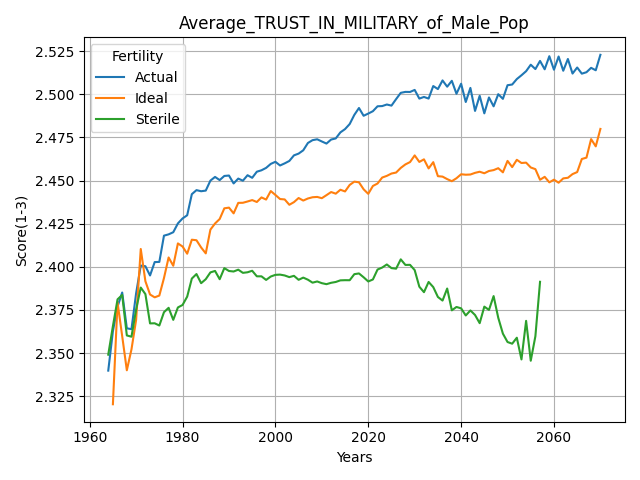 Average_TRUST_IN_MILITARY_of_Male_Pop
Fertility
Actual
Ideal
Sterile
Score(1-3)
2.525
2.500
2.475
2.450
2.425
2.400
2.375
2.350
2.325
1960
1980
2000
2020
2040
2060
Years